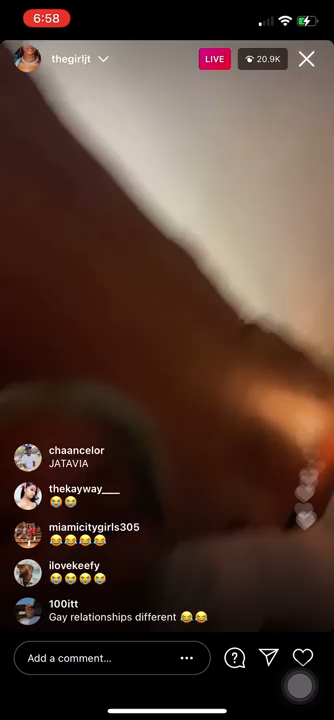 6:58
thegirljt
LIVE
20.9K
chaancelor
JATAVIA
thekayway___
😭😭
miamicitygirls305
😂😂😂😂
ilovekeefy
😭😭😭😭
100itt
Gay relationships different 😂😂
Add a comment...